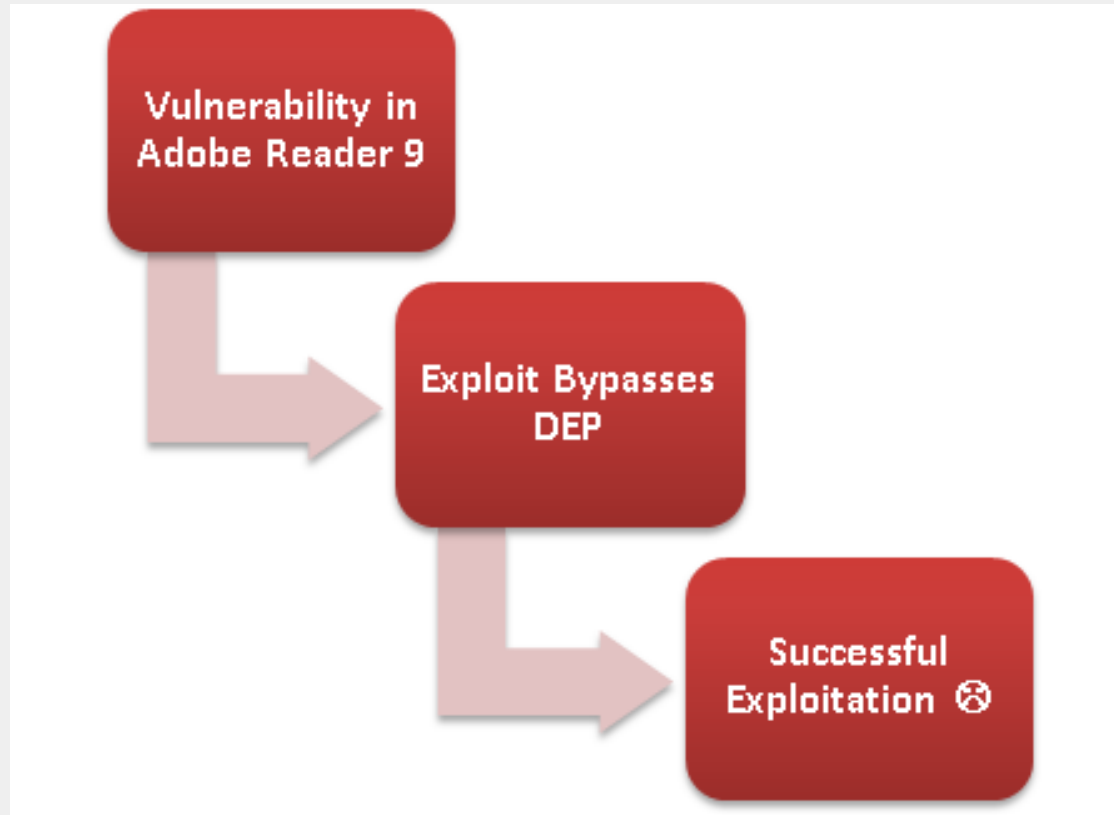 Vulnerability in
Adobe Reader 9
Exploit Bypasses
DEP
Successful
Exploitation ☹